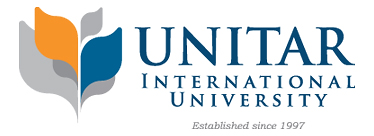 UNITAR
INTERNATIONAL
UNIVERSITY
Established since 1997